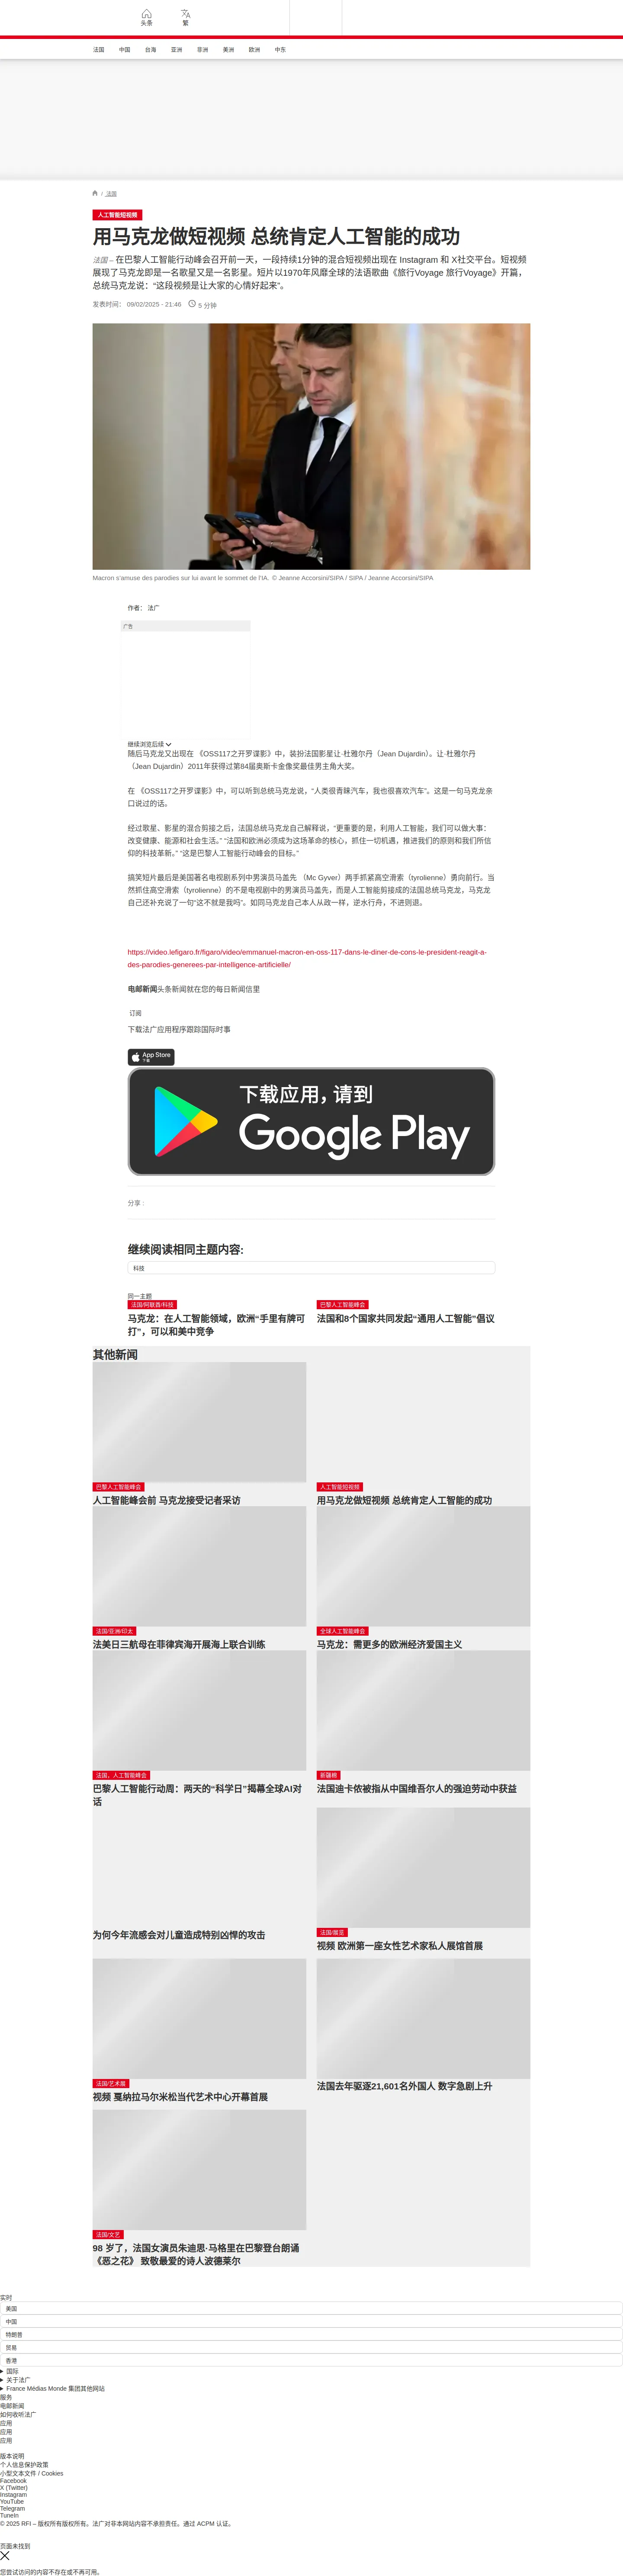 头条
繁
法国
中国
台海
亚洲
非洲
美洲
欧洲
中东
/ 法国
人工智能短视频
用马克龙做短视频 总统肯定人工智能的成功
法国 – 在巴黎人工智能行动峰会召开前一天，一段持续1分钟的混合短视频出现在 Instagram 和 X社交平台。短视频
展现了马克龙即是一名歌星又是一名影星。短片以1970年风靡全球的法语歌曲《旅行Voyage 旅行Voyage》开篇，
总统马克龙说：“这段视频是让大家的心情好起来”。
发表时间： 09/02/2025 - 21:46
5 分钟
Macron s'amuse des parodies sur lui avant le sommet de l'IA. © Jeanne Accorsini/SIPA / SIPA / Jeanne Accorsini/SIPA
作者： 法广
广告
继续浏览后续
随后马克龙又出现在 《OSS117之开罗谍影》中，装扮法国影星让·杜雅尔丹（Jean Dujardin）。让·杜雅尔丹
（Jean Dujardin）2011年获得过第84届奥斯卡金像奖最佳男主角大奖。
在 《OSS117之开罗谍影》中，可以听到总统马克龙说，“人类很青睐汽车，我也很喜欢汽车”。这是一句马克龙亲
口说过的话。
经过歌星、影星的混合剪接之后，法国总统马克龙自己解释说，“更重要的是，利用人工智能，我们可以做大事：
改变健康、能源和社会生活。” “法国和欧洲必须成为这场革命的核心，抓住一切机遇，推进我们的原则和我们所信
仰的科技革新。” “这是巴黎人工智能行动峰会的目标。”
搞笑短片最后是美国著名电视剧系列中男演员马盖先 （Mc Gyver）两手抓紧高空滑索（tyrolienne）勇向前行。当
然抓住高空滑索（tyrolienne）的不是电视剧中的男演员马盖先，而是人工智能剪接成的法国总统马克龙，马克龙
自己还补充说了一句“这不就是我吗”。如同马克龙自己本人从政一样，逆水行舟，不进则退。
https://video.lefigaro.fr/figaro/video/emmanuel-macron-en-oss-117-dans-le-diner-de-cons-le-president-reagit-a-
des-parodies-generees-par-intelligence-artificielle/
电邮新闻头条新闻就在您的每日新闻信里
订阅
下载法广应用程序跟踪国际时事
App Store
下载
下载应用，请到
Google Play
分享 :
继续阅读相同主题内容:
科技
同一主题
法国/阿联酋/科技
马克龙：在人工智能领域，欧洲“手里有牌可
打”，可以和美中竞争
巴黎人工智能峰会
法国和8个国家共同发起“通用人工智能”倡议
其他新闻
巴黎人工智能峰会
人工智能峰会前 马克龙接受记者采访
人工智能短视频
用马克龙做短视频 总统肯定人工智能的成功
法国/亚洲/印太
法美日三航母在菲律宾海开展海上联合训练
全球人工智能峰会
马克龙：需更多的欧洲经济爱国主义
法国，人工智能峰会
巴黎人工智能行动周：两天的“科学日”揭幕全球AI对
话
新疆棉
法国迪卡侬被指从中国维吾尔人的强迫劳动中获益
为何今年流感会对儿童造成特别凶悍的攻击
法国/展览
视频 欧洲第一座女性艺术家私人展馆首展
法国/艺术展
视频 戛纳拉马尔米松当代艺术中心开幕首展
法国去年驱逐21,601名外国人 数字急剧上升
法国/文艺
98 岁了，法国女演员朱迪思·马格里在巴黎登台朗诵
《恶之花》 致敬最爱的诗人波德莱尔
实时
美国
中国
特朗普
贸易
香港
国际
关于法广
France Médias Monde 集团其他网站
服务
电邮新闻
如何收听法广
应用
应用
应用
版本说明
个人信息保护政策
小型文本文件 / Cookies
Facebook
X (Twitter)
Instagram
YouTube
Telegram
TuneIn
© 2025 RFI – 版权所有版权所有。法广对非本网站内容不承担责任。通过 ACPM 认证。
页面未找到
您尝试访问的内容不存在或不再可用。